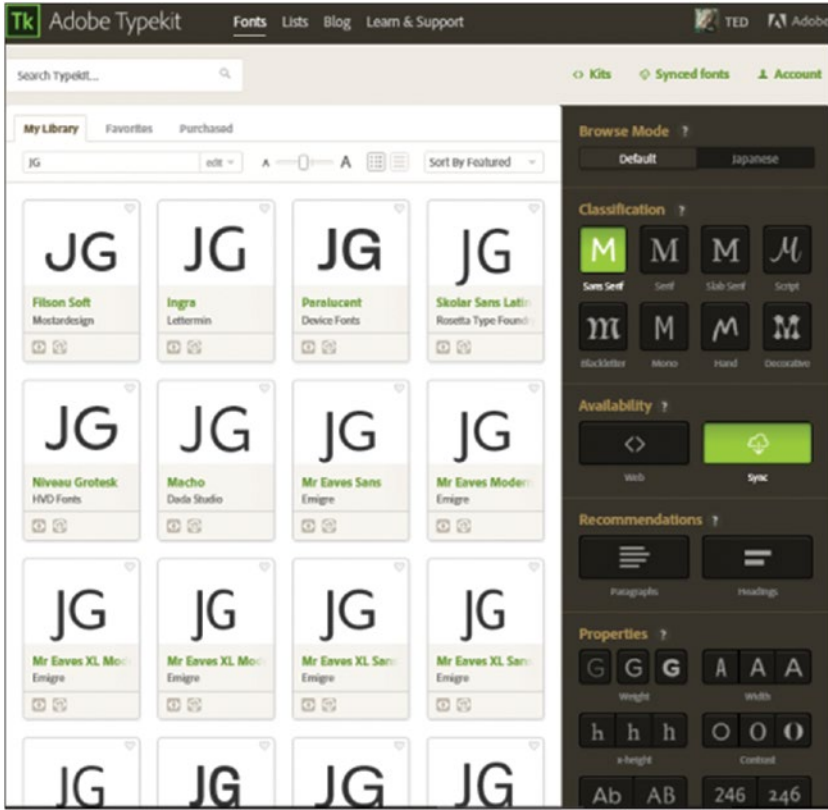 Tk Adobe Typekit Fonts Lists Blog Learn & Support TED Adobe
Search Typekit... Kits Synced fonts Account
My Library Favorites Purchased
JG edit A A Sort By Featured
JG JG JG JG
Filson Soft Ingra Paralucent Skolar Sans Latin
Mostardesign Lettermin Device Fonts Rosetta Type Found
JG JG JG JG
Niveau Grotesk Macho Mr Eaves Sans Mr Eaves Modern
HVD Fonts Dada Studio Emigre Emigre
JG JG JG JG
Mr Eaves XL Mod Mr Eaves XL Mod Mr Eaves XL San Mr Eaves XL San
Emigre Emigre Emigre Emigre
JG JG JG JG
Browse Mode ?
Default Japanese
Classification ?
M M M M
Sans Serif Serif Slab Serif Script
m M M M
Blackletter Mono Hand Decorative
Availability ?
Web Sync
Recommendations ?
Paragraphs Headings
Properties ?
G G G A A A
Weight Width
h h h O O O
x-height Contrast
Ab AB 246 246